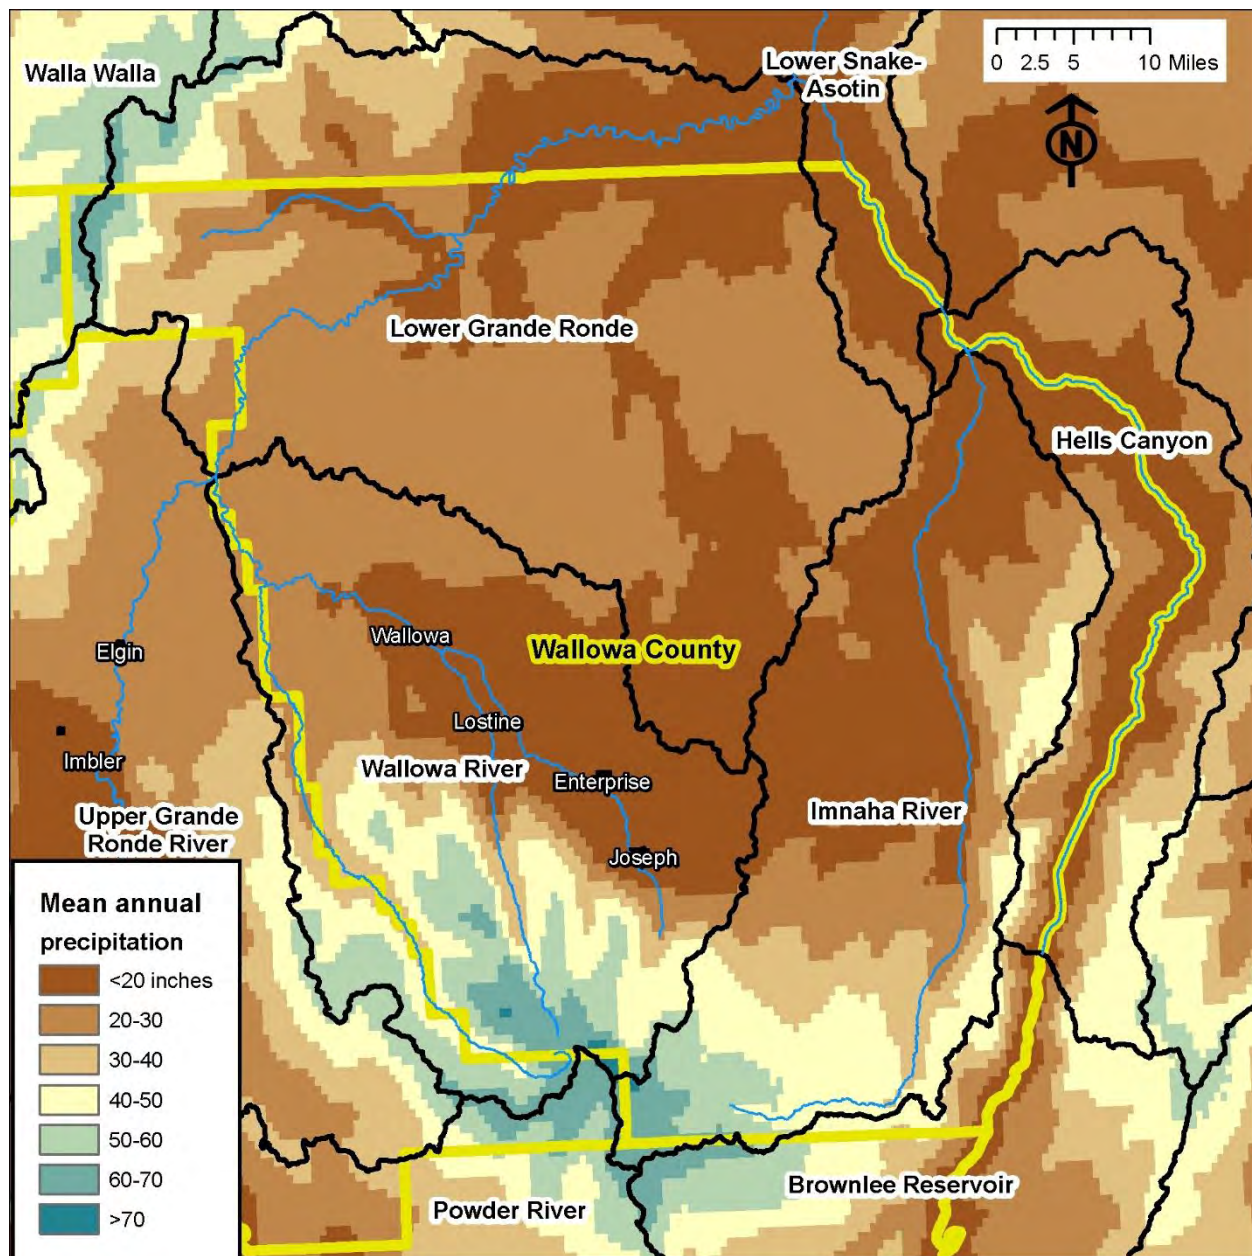 Walla Walla
Lower Snake-
Asotin
0 2.5 5 10 Miles
N
Lower Grande Ronde
Hells Canyon
Elgin
Wallowa
Wallowa County
Lostine
Imbler
Wallowa River
Enterprise
Imnaha River
Upper Grande
Ronde River
Joseph
Mean annual
precipitation
<20 inches
20-30
30-40
40-50
50-60
60-70
>70
Brownlee Reservoir
Powder River